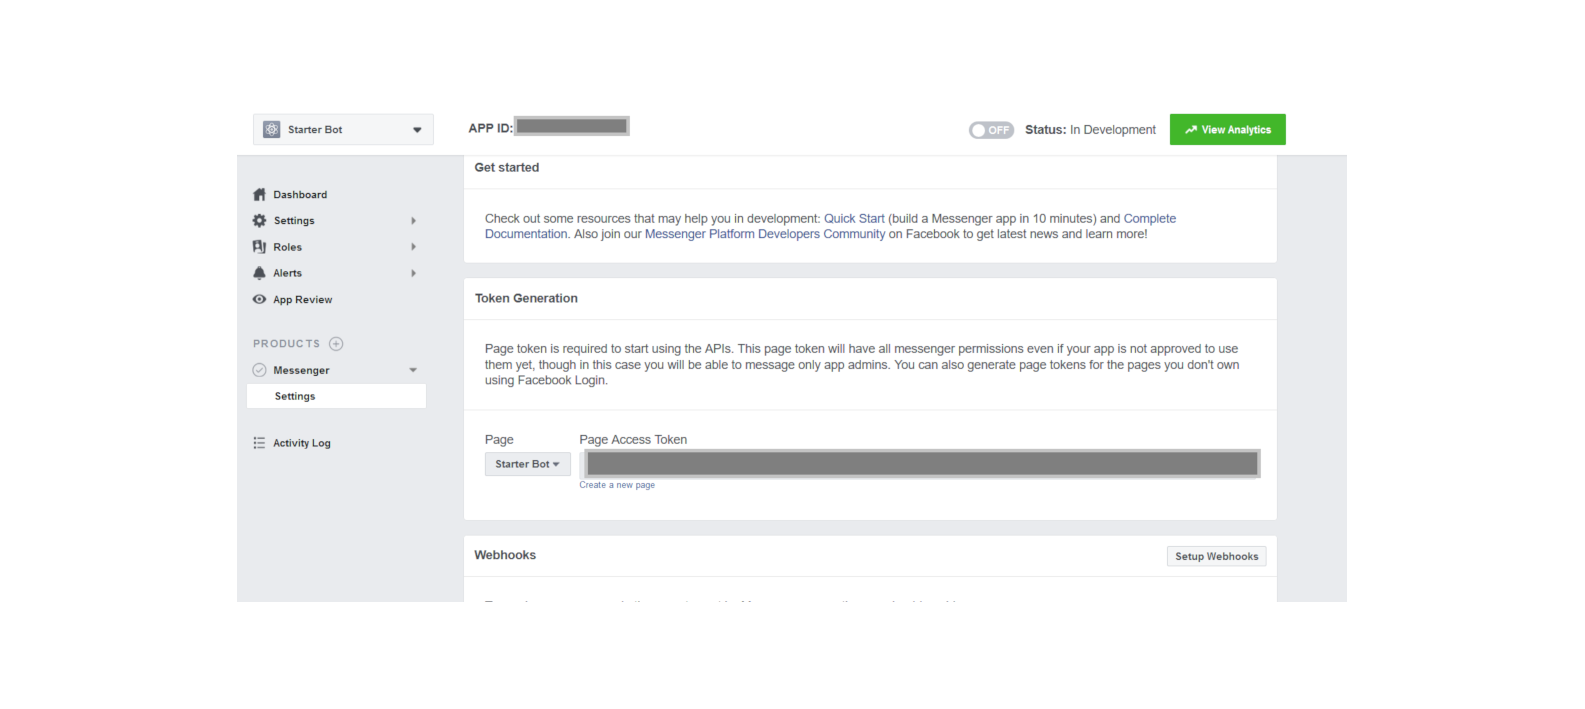 Starter Bot
APP ID:
OFF
Status: In Development
View Analytics
Dashboard
Settings
Roles
Alerts
App Review
PRODUCTS
Messenger
Settings
Activity Log
Get started
Check out some resources that may help you in development: Quick Start (build a Messenger app in 10 minutes) and Complete
Documentation. Also join our Messenger Platform Developers Community on Facebook to get latest news and learn more!
Token Generation
Page token is required to start using the APIs. This page token will have all messenger permissions even if your app is not approved to use
them yet, though in this case you will be able to message only app admins. You can also generate page tokens for the pages you don't own
using Facebook Login.
Page
Page Access Token
Starter Bot
Create a new page
Webhooks
Setup Webhooks